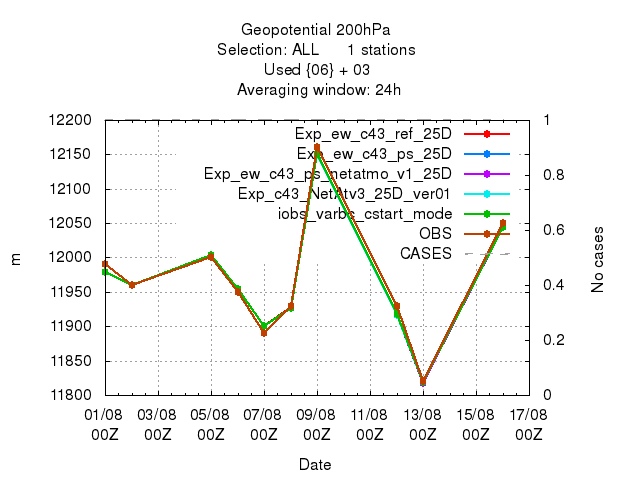 Geopotential 200hPa
Selection: ALL 1 stations
Used {06} + 03
Averaging window: 24h
12200
12150
12100
12050
12000
11950
11900
11850
11800
m
1
0.8
0.6
0.4
0.2
0
No cases
Exp_ew_c43_ref_25D
Exp_ew_c43_ps_25D
Exp_ew_c43_ps_netatmo_v1_25D
Exp_c43_NetAtv3_25D_ver01
iobs_varbc_cstart_mode
OBS
CASES
01/08 03/08 05/08 07/08 09/08 11/08 13/08 15/08 17/08
00Z 00Z 00Z 00Z 00Z 00Z 00Z 00Z 00Z
Date